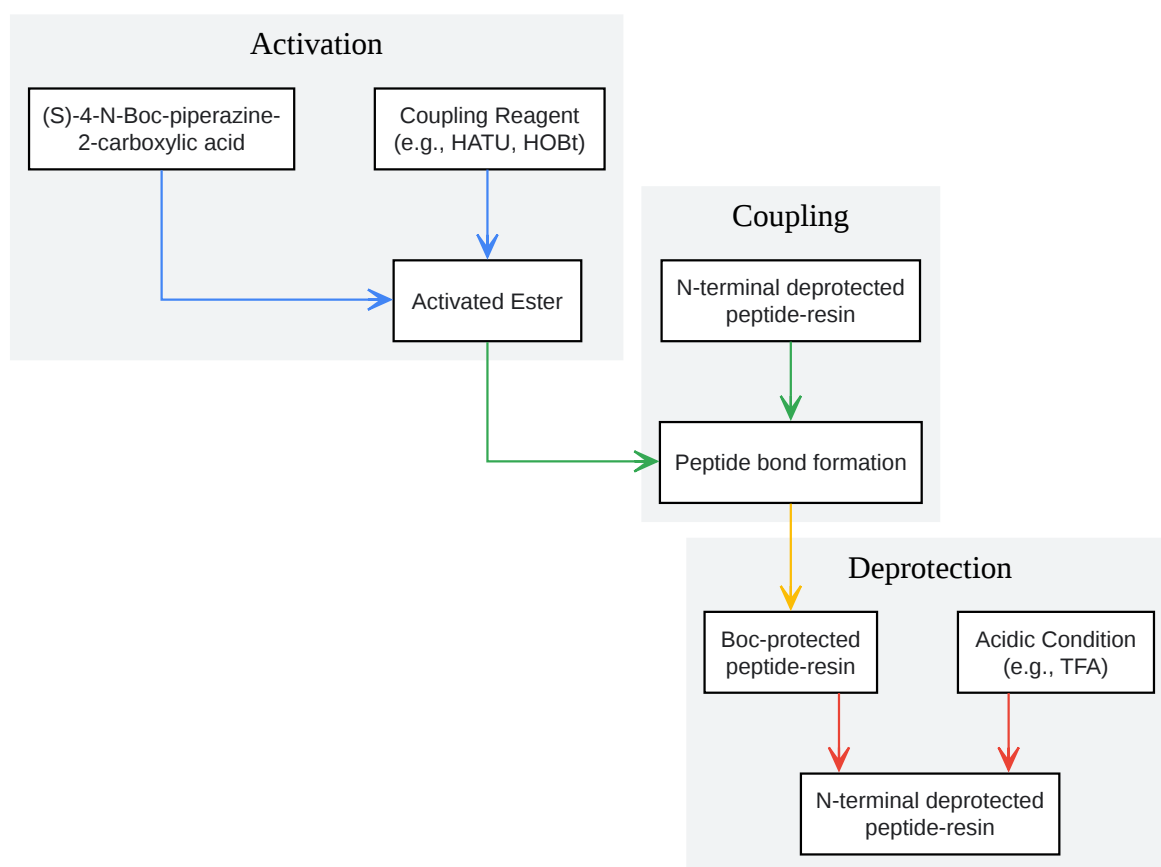 Activation
(S)-4-N-Boc-piperazine-
2-carboxylic acid
Coupling Reagent
(e.g., HATU, HOBt)
Activated Ester
Coupling
N-terminal deprotected
peptide-resin
Peptide bond formation
Deprotection
Boc-protected
peptide-resin
Acidic Condition
(e.g., TFA)
N-terminal deprotected
peptide-resin